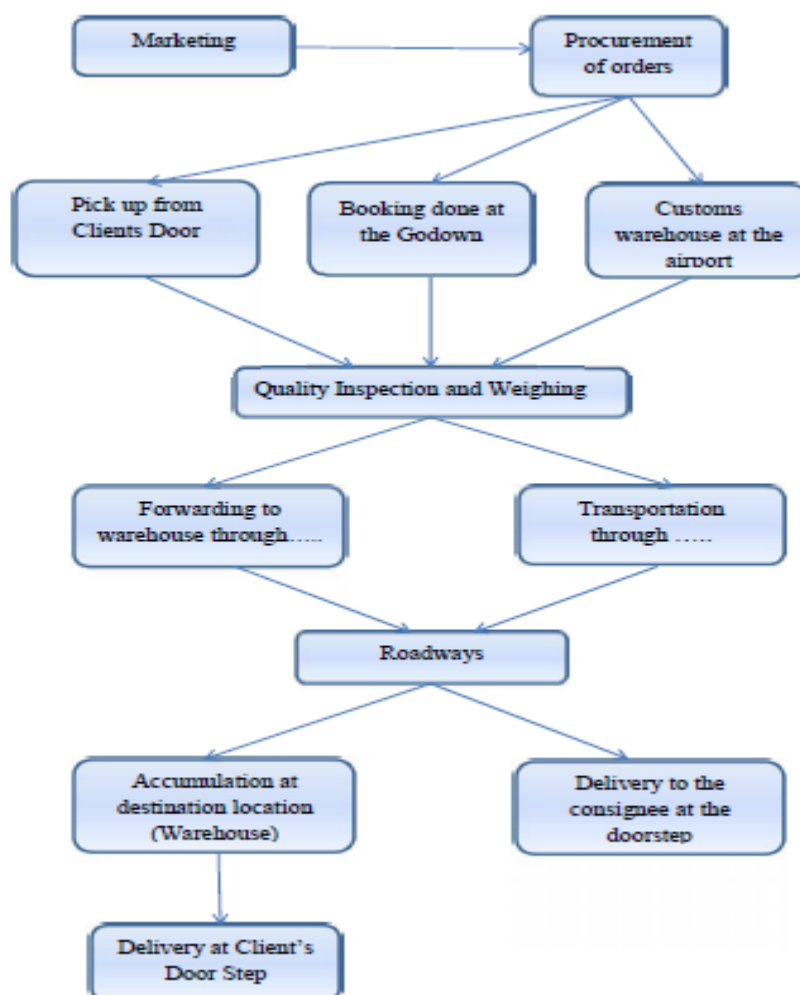 Marketing
Procurement
of orders
Pick up from
Clients Door
Booking done at
the Godown
Customs
warehouse at the
airport
Quality Inspection and Weighing
Forwarding to
warehouse through.....
Transportation
through .....
Roadways
Accumulation at
destination location
(Warehouse)
Delivery to the
consignee at the
doorstep
Delivery at Client’s
Door Step